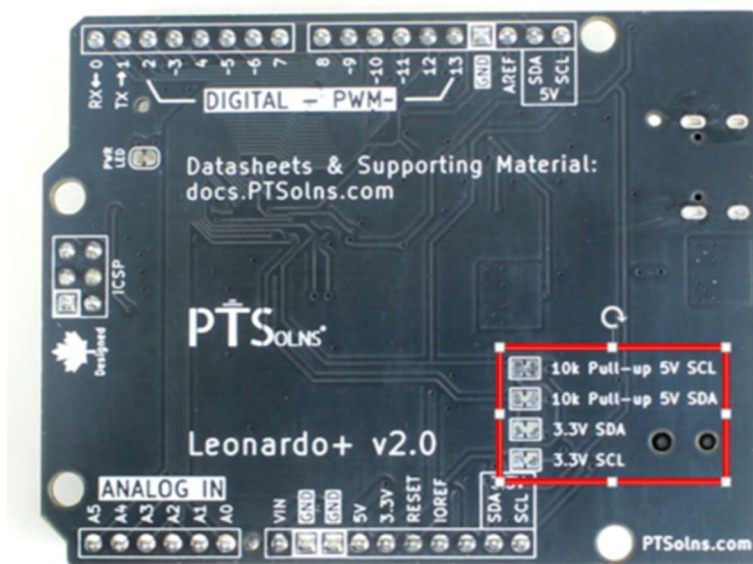 RX←0 TX→1 2 ~3 4 ~5 ~6 7 8 ~9 ~10 ~11 12 13 GND AREF SDA SCL
5V
DIGITAL - PWM~
PWR LED
Datasheets & Supporting Material:
docs.PTSolns.com
ICSP
Designed
PTSOLNS
10k Pull-up 5V SCL
10k Pull-up 5V SDA
3.3V SDA
3.3V SCL
Leonardo+ v2.0
ANALOG IN
A5 A4 A3 A2 A1 A0 VIN GND GND 5V 3.3V RESET IOREF SDA SCL
PTSolns.com